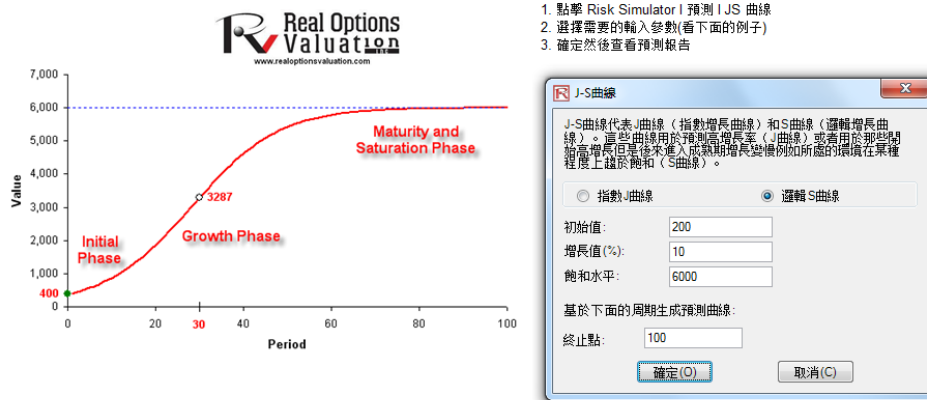 Real Options
Valuation
INC
www.realoptionsvaluation.com
7,000
6,000
5,000
4,000
3,000
2,000
1,000
400
0
Value
Initial
Phase
3287
Growth Phase
Maturity and
Saturation Phase
0
20
30
40
60
80
100
Period
1. 點擊 Risk Simulator l 預測 l JS 曲線
2. 選擇需要的輸入參數(看下面的例子)
3. 確定然後查看預測報告
J-S曲線
J-S曲線代表J曲線（指數增長曲線）和S曲線（邏輯增長曲
線）。這些曲線用於預測高增長率（J曲線）或者用於那些開
始高增長但是後來進入成熟期增長變慢例如所處的環境在某種
程度上趨於飽和（S曲線）。
指數J曲線
邏輯S曲線
初始值: 200
增長值(%): 10
飽和水平: 6000
基於下面的周期生成預測曲線:
終止點: 100
確定(O)
取消(C)